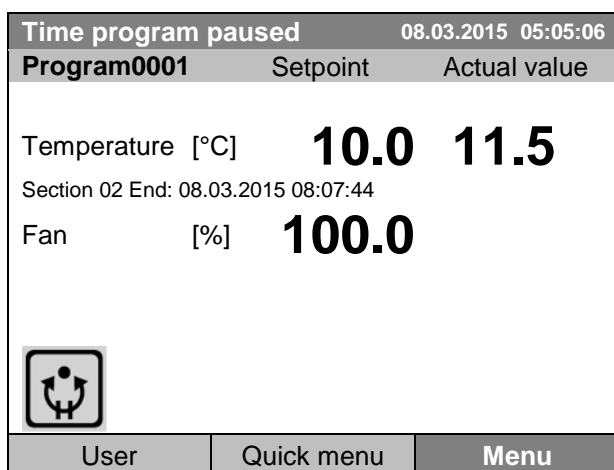 Time program paused 08.03.2015 05:05:06
Program0001 Setpoint Actual value
Temperature [°C] 10.0 11.5
Section 02 End: 08.03.2015 08:07:44
Fan [%] 100.0
User Quick menu Menu